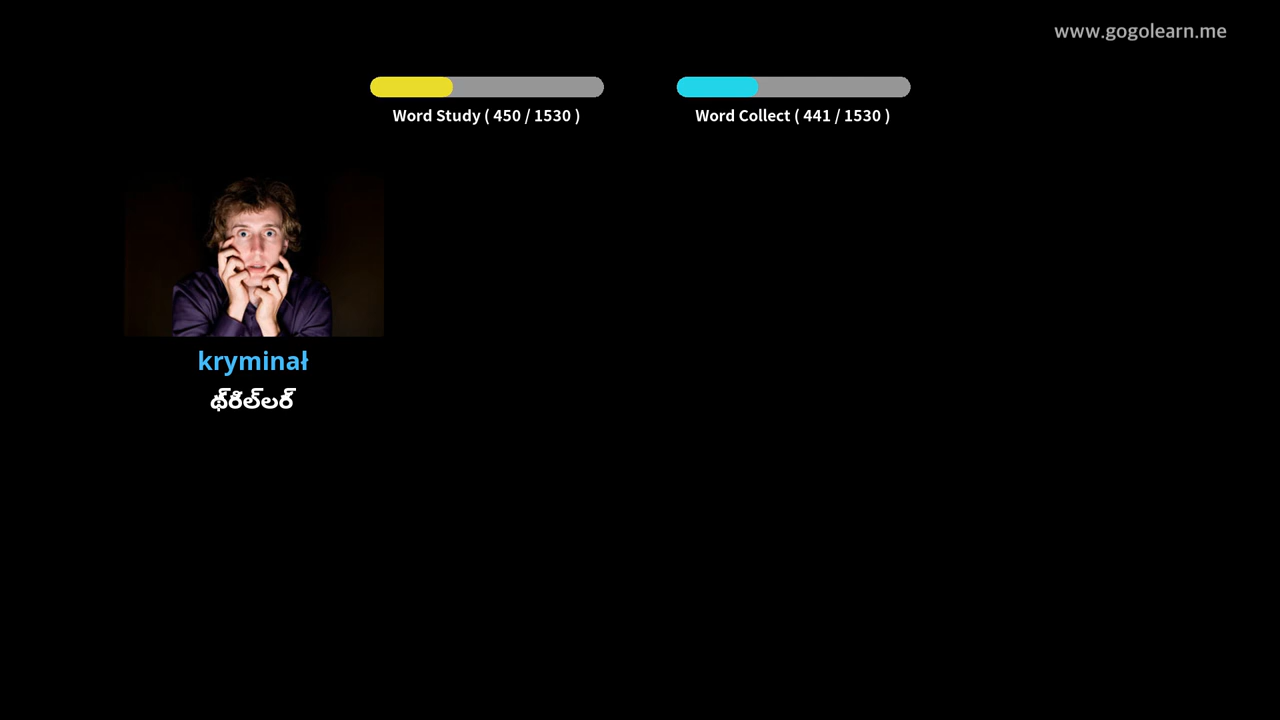 www.gogolearn.me
Word Study ( 450 / 1530 )
Word Collect ( 441 / 1530 )
kryminał
థ్రిల్లర్